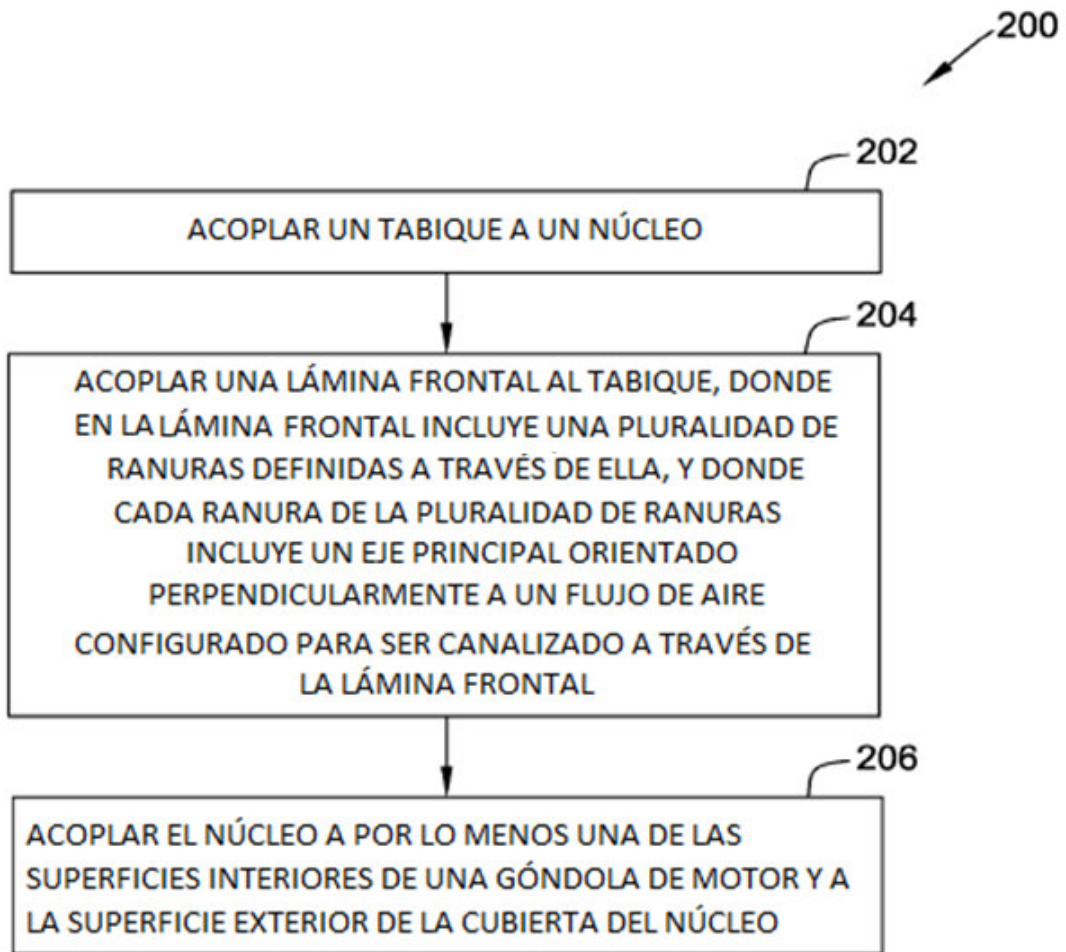 200
202
ACOPLAR UN TABIQUE A UN NÚCLEO
204
ACOPLAR UNA LÁMINA FRONTAL AL TABIQUE, DONDE
EN LA LÁMINA FRONTAL INCLUYE UNA PLURALIDAD DE
RANURAS DEFINIDAS A TRAVÉS DE ELLA, Y DONDE
CADA RANURA DE LA PLURALIDAD DE RANURAS
INCLUYE UN EJE PRINCIPAL ORIENTADO
PERPENDICULARMENTE A UN FLUJO DE AIRE
CONFIGURADO PARA SER CANALIZADO A TRAVÉS DE
LA LÁMINA FRONTAL
206
ACOPLAR EL NÚCLEO A POR LO MENOS UNA DE LAS
SUPERFICIES INTERIORES DE UNA GÓNDOLA DE MOTOR Y A
LA SUPERFICIE EXTERIOR DE LA CUBIERTA DEL NÚCLEO